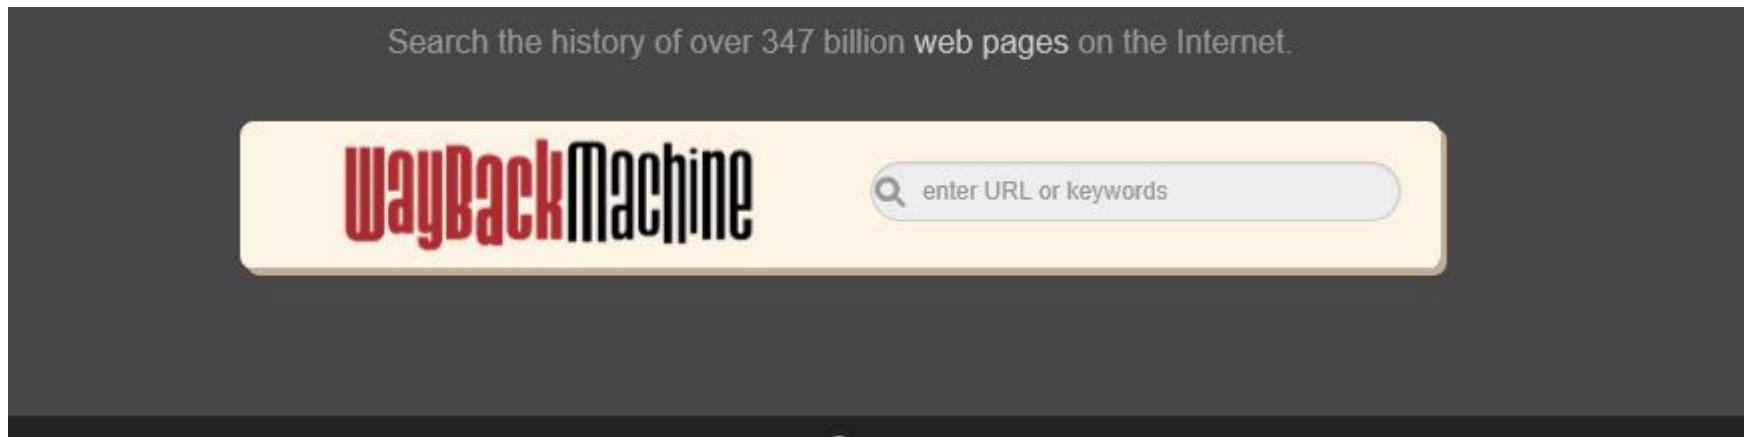 Search the history of over 347 billion web pages on the Internet.
WayBackMachine
enter URL or keywords